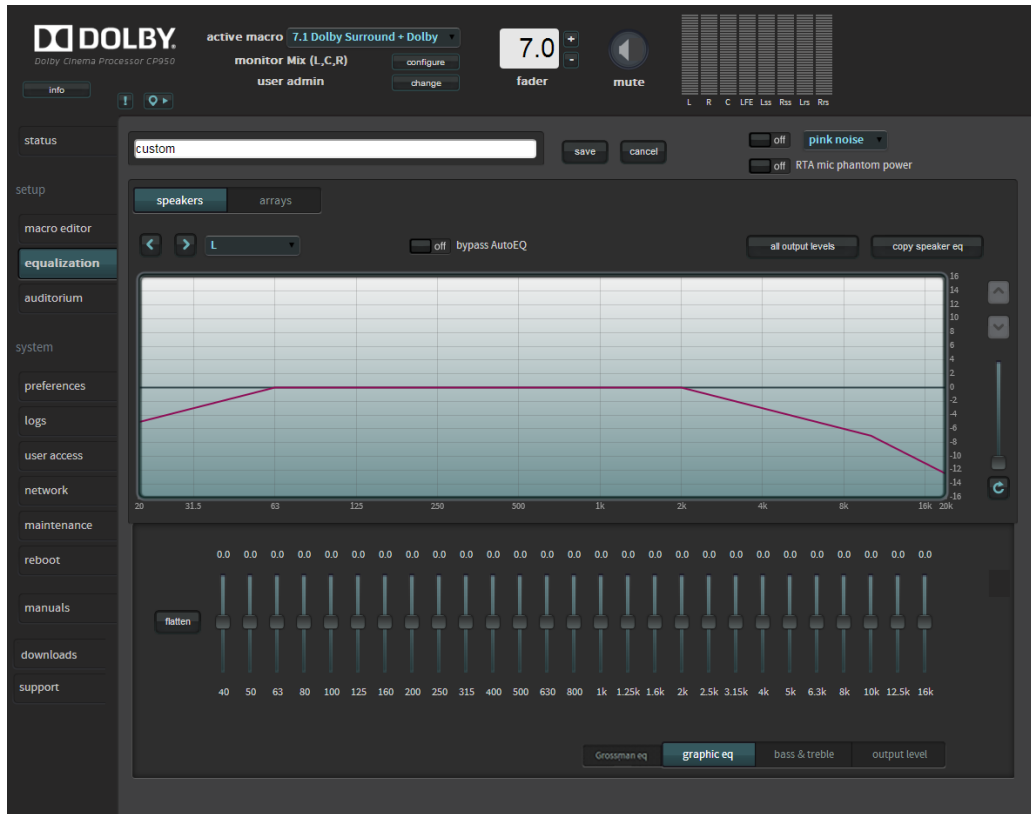 DOLBY.
Dolby Cinema Processor CP950
info
active macro 7.1 Dolby Surround + Dolby
monitor Mix (L,C,R) configure
user admin change
7.0
+
-
fader
mute
L R C LFE Lss Rss Lrs Rrs
!
status
setup
macro editor
equalization
auditorium
system
preferences
logs
user access
network
maintenance
reboot
manuals
downloads
support
custom
save cancel
off pink noise
off RTA mic phantom power
speakers arrays
L
off bypass AutoEQ
all output levels copy speaker eq
16
14
12
10
8
6
4
2
0
-2
-4
-6
-8
-10
-12
-14
-16
20 31.5 63 125 250 500 1k 2k 4k 8k 16k 20k
0.0 0.0 0.0 0.0 0.0 0.0 0.0 0.0 0.0 0.0 0.0 0.0 0.0 0.0 0.0 0.0 0.0 0.0 0.0 0.0 0.0 0.0 0.0 0.0 0.0 0.0 0.0
flatten
40 50 63 80 100 125 160 200 250 315 400 500 630 800 1k 1.25k 1.6k 2k 2.5k 3.15k 4k 5k 6.3k 8k 10k 12.5k 16k
Grossman eq graphic eq bass & treble output level